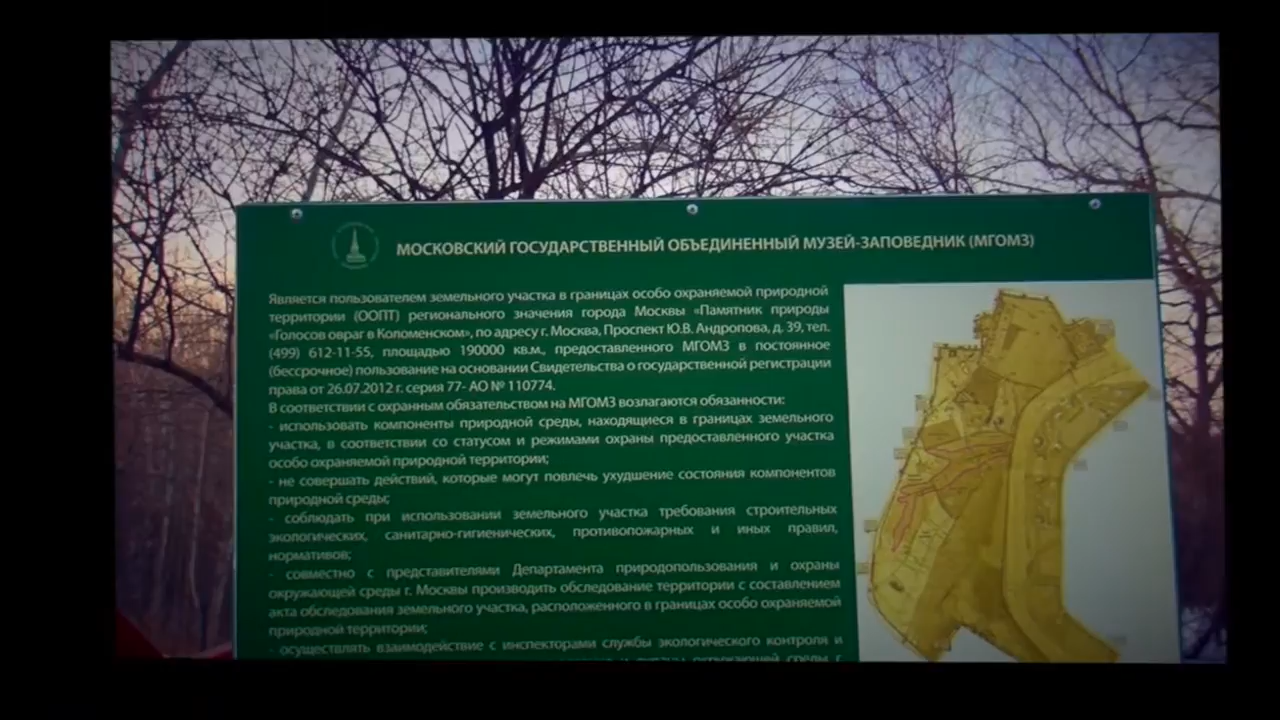 МОСКОВСКИЙ ГОСУДАРСТВЕННЫЙ ОБЪЕДИНЕННЫЙ МУЗЕЙ-ЗАПОВЕДНИК (МГОМЗ)
Является пользователем земельного участка в границах особо охраняемой природной
территории (ООПТ) регионального значения города Москвы «Памятник природы
«Голосов овраг в Коломенском», по адресу г. Москва, Проспект Ю.В. Андропова, д. 39, тел.
(499) 612-11-55, площадью 190000 кв.м., предоставленного МГОМЗ в постоянное
(бессрочное) пользование на основании Свидетельства о государственной регистрации
права от 26.07.2012 г. серия 77- АО № 110774.
В соответствии с охранным обязательством на МГОМЗ возлагаются обязанности:
- использовать компоненты природной среды, находящиеся в границах земельного
участка, в соответствии со статусом и режимами охраны предоставленного участка
особо охраняемой природной территории;
- не совершать действий, которые могут повлечь ухудшение состояния компонентов
природной среды;
- соблюдать при использовании земельного участка требования строительных
экологических, санитарно-гигиенических, противопожарных и иных правил,
нормативов;
- совместно с представителями Департамента природопользования и охраны
окружающей среды г. Москвы производить обследование территории с составлением
акта обследования земельного участка, расположенного в границах особо охраняемой
природной территории;
- осуществлять взаимодействие с инспекторами службы экологического контроля и
и охраны окружающей среды г.